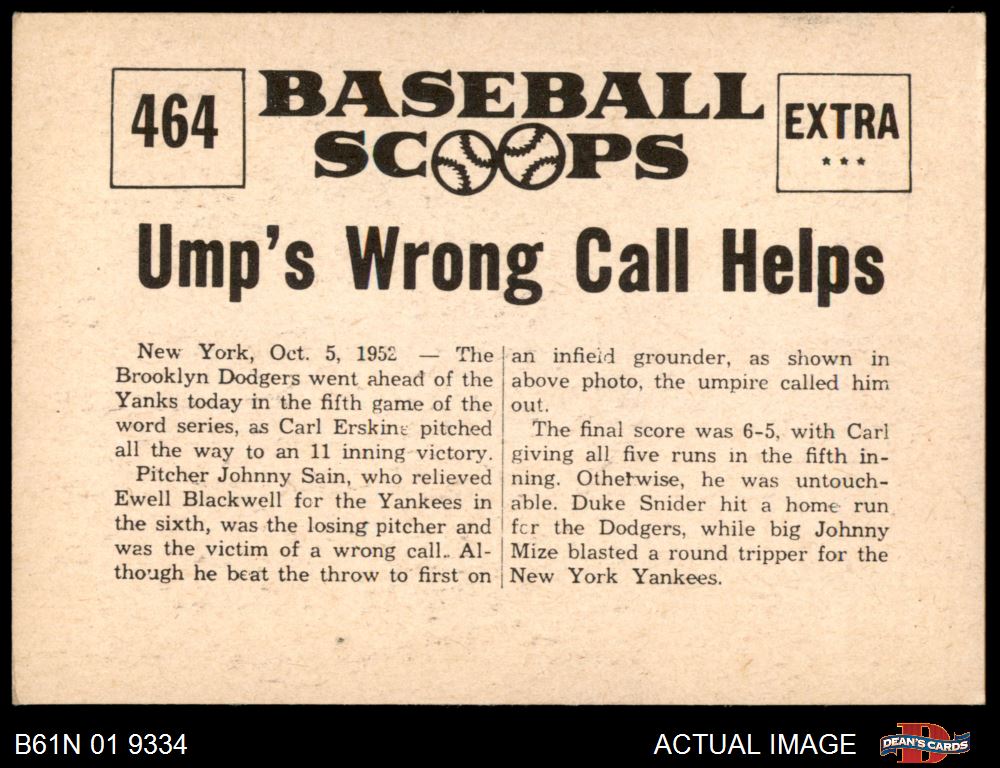 464
BASEBALL
SCOOPS
EXTRA
***
Ump's Wrong Call Helps
New York, Oct. 5, 1952 — The
Brooklyn Dodgers went ahead of the
Yanks today in the fifth game of the
word series, as Carl Erskine pitched
all the way to an 11 inning victory.
Pitcher Johnny Sain, who relieved
Ewell Blackwell for the Yankees in
the sixth, was the losing pitcher and
was the victim of a wrong call. Al-
though he beat the throw to first on
an infield grounder, as shown in
above photo, the umpire called him
out.
The final score was 6-5, with Carl
giving all five runs in the fifth in-
ning. Othetwise, he was untouch-
able. Duke Snider hit a home run
for the Dodgers, while big Johnny
Mize blasted a round tripper for the
New York Yankees.
B61N 01 9334
ACTUAL IMAGE
D
DEAN'S CARDS